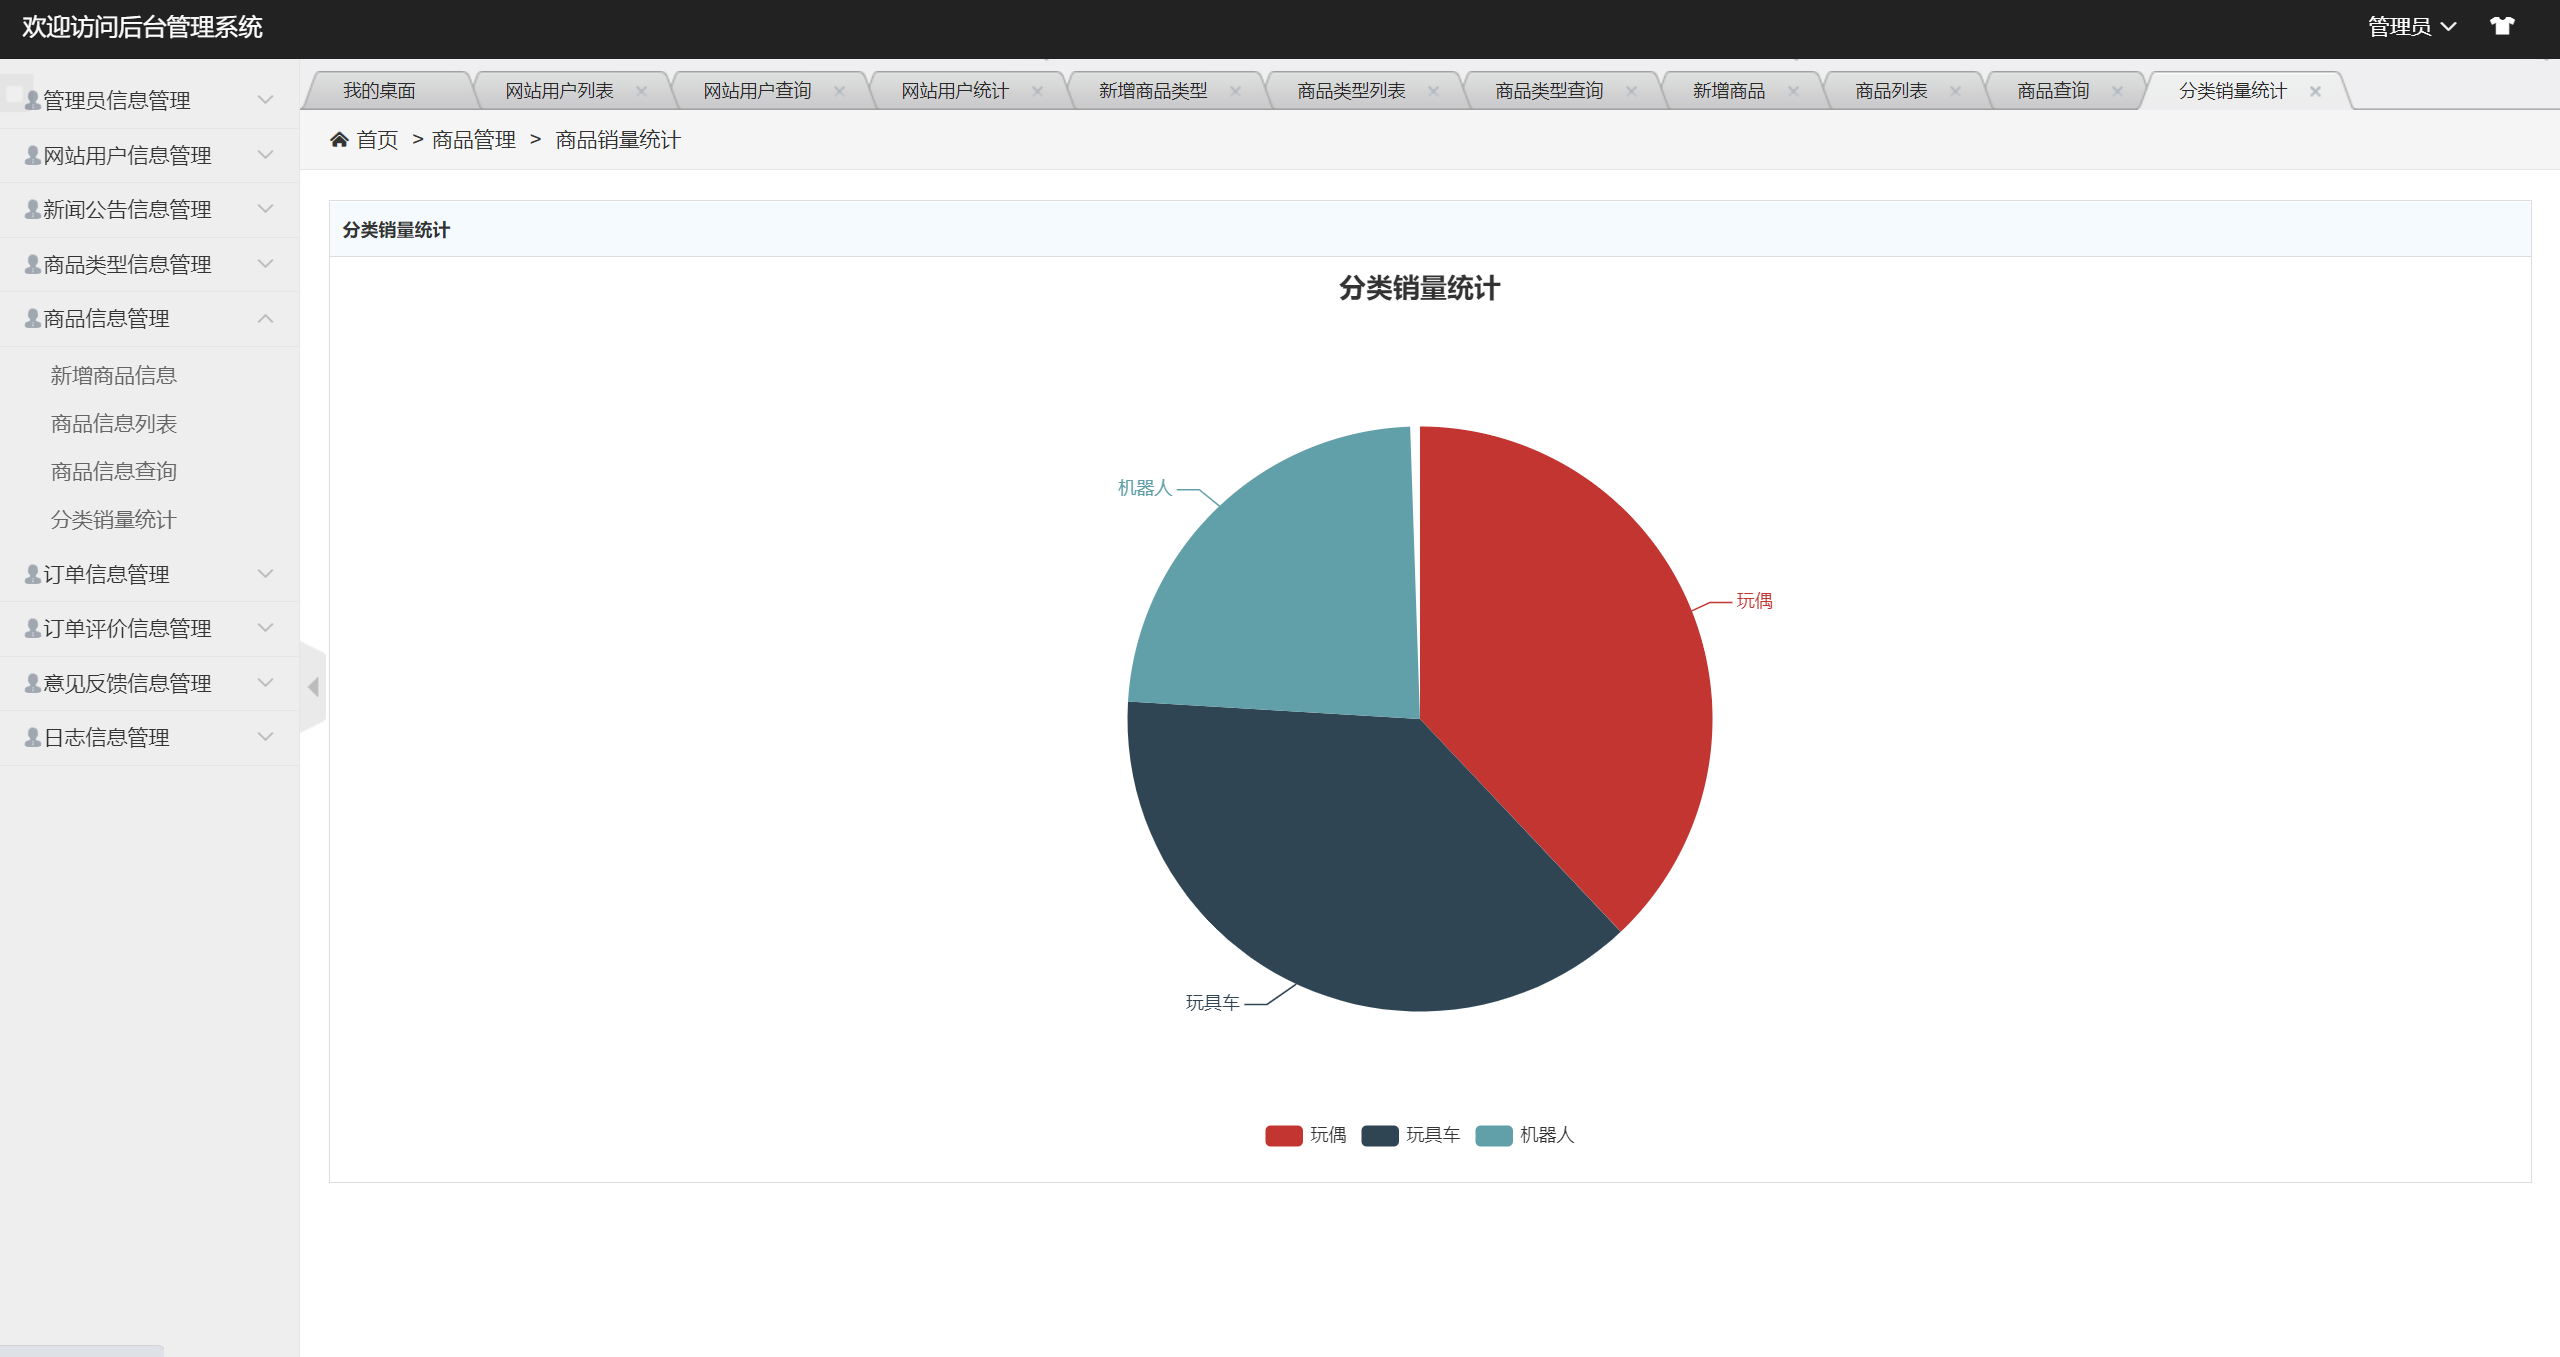 欢迎访问后台管理系统
管理员
管理员信息管理
网站用户信息管理
新闻公告信息管理
商品类型信息管理
商品信息管理
新增商品信息
商品信息列表
商品信息查询
分类销量统计
订单信息管理
订单评价信息管理
意见反馈信息管理
日志信息管理
我的桌面 网站用户列表 网站用户查询 网站用户统计 新增商品类型 商品类型列表 商品类型查询 新增商品 商品列表 商品查询 分类销量统计
首页 > 商品管理 > 商品销量统计
分类销量统计
分类销量统计
机器人
玩偶
玩具车
玩偶 玩具车 机器人